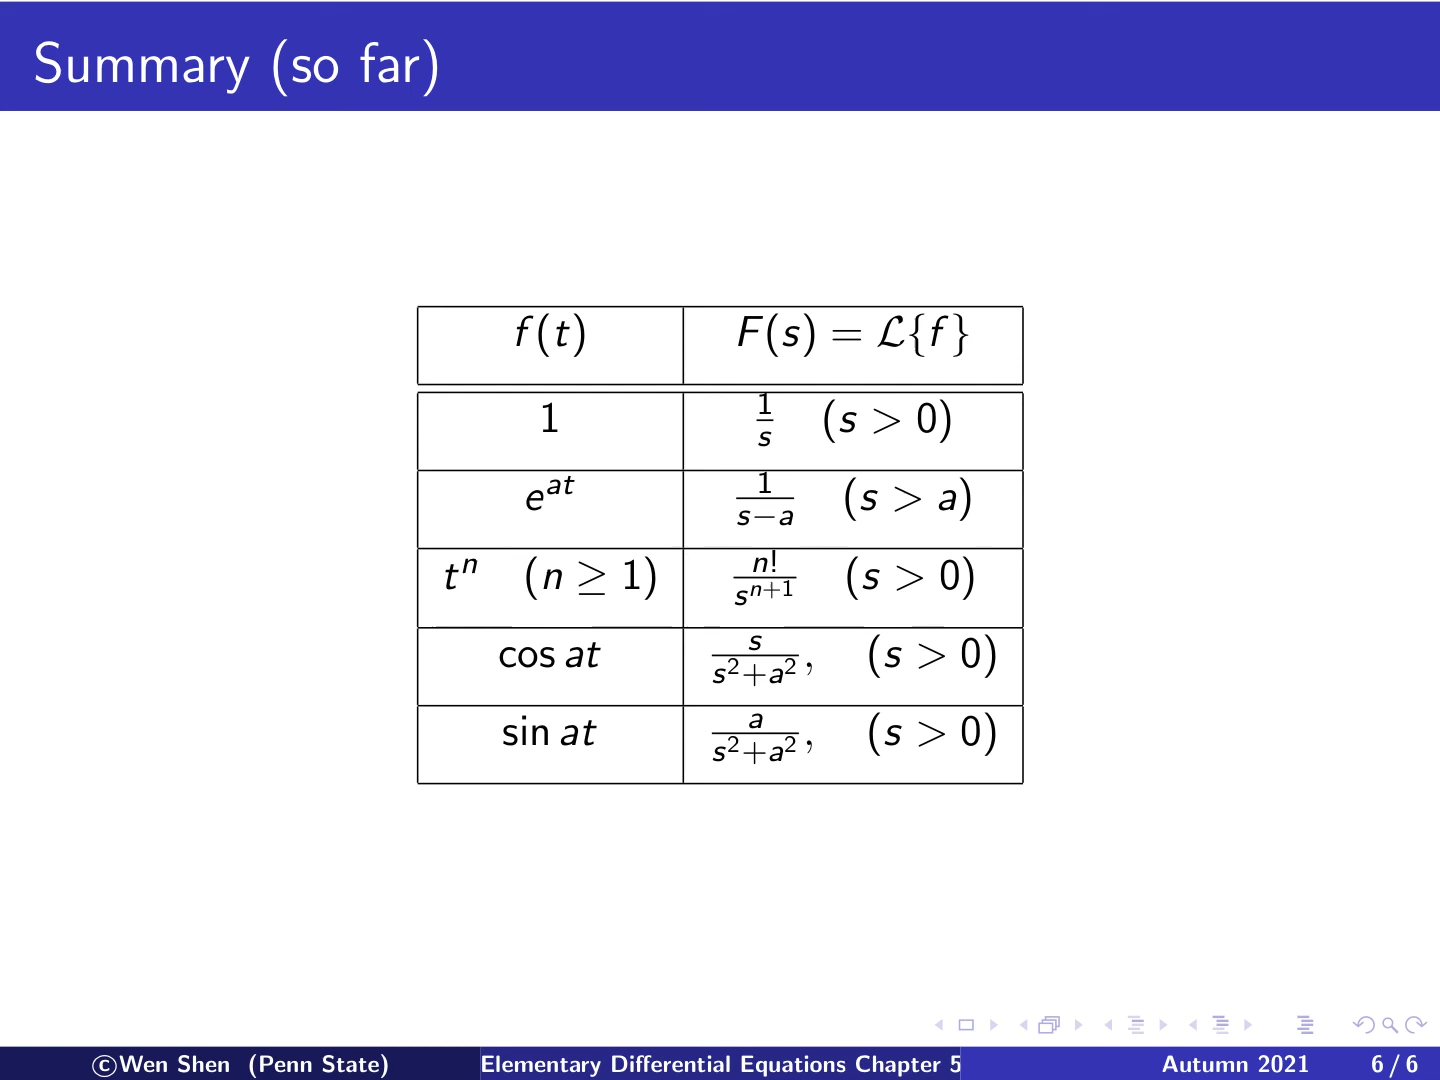 Summary (so far)
f(t) F(s) = ℒ{f}
1 1/s (s > 0)
e^{at} 1/(s−a) (s > a)
t^n (n ≥ 1) n!/s^{n+1} (s > 0)
cos at s/(s²+a²), (s > 0)
sin at a/(s²+a²), (s > 0)
©Wen Shen (Penn State) Elementary Differential Equations Chapter 5 Autumn 2021 6 / 6